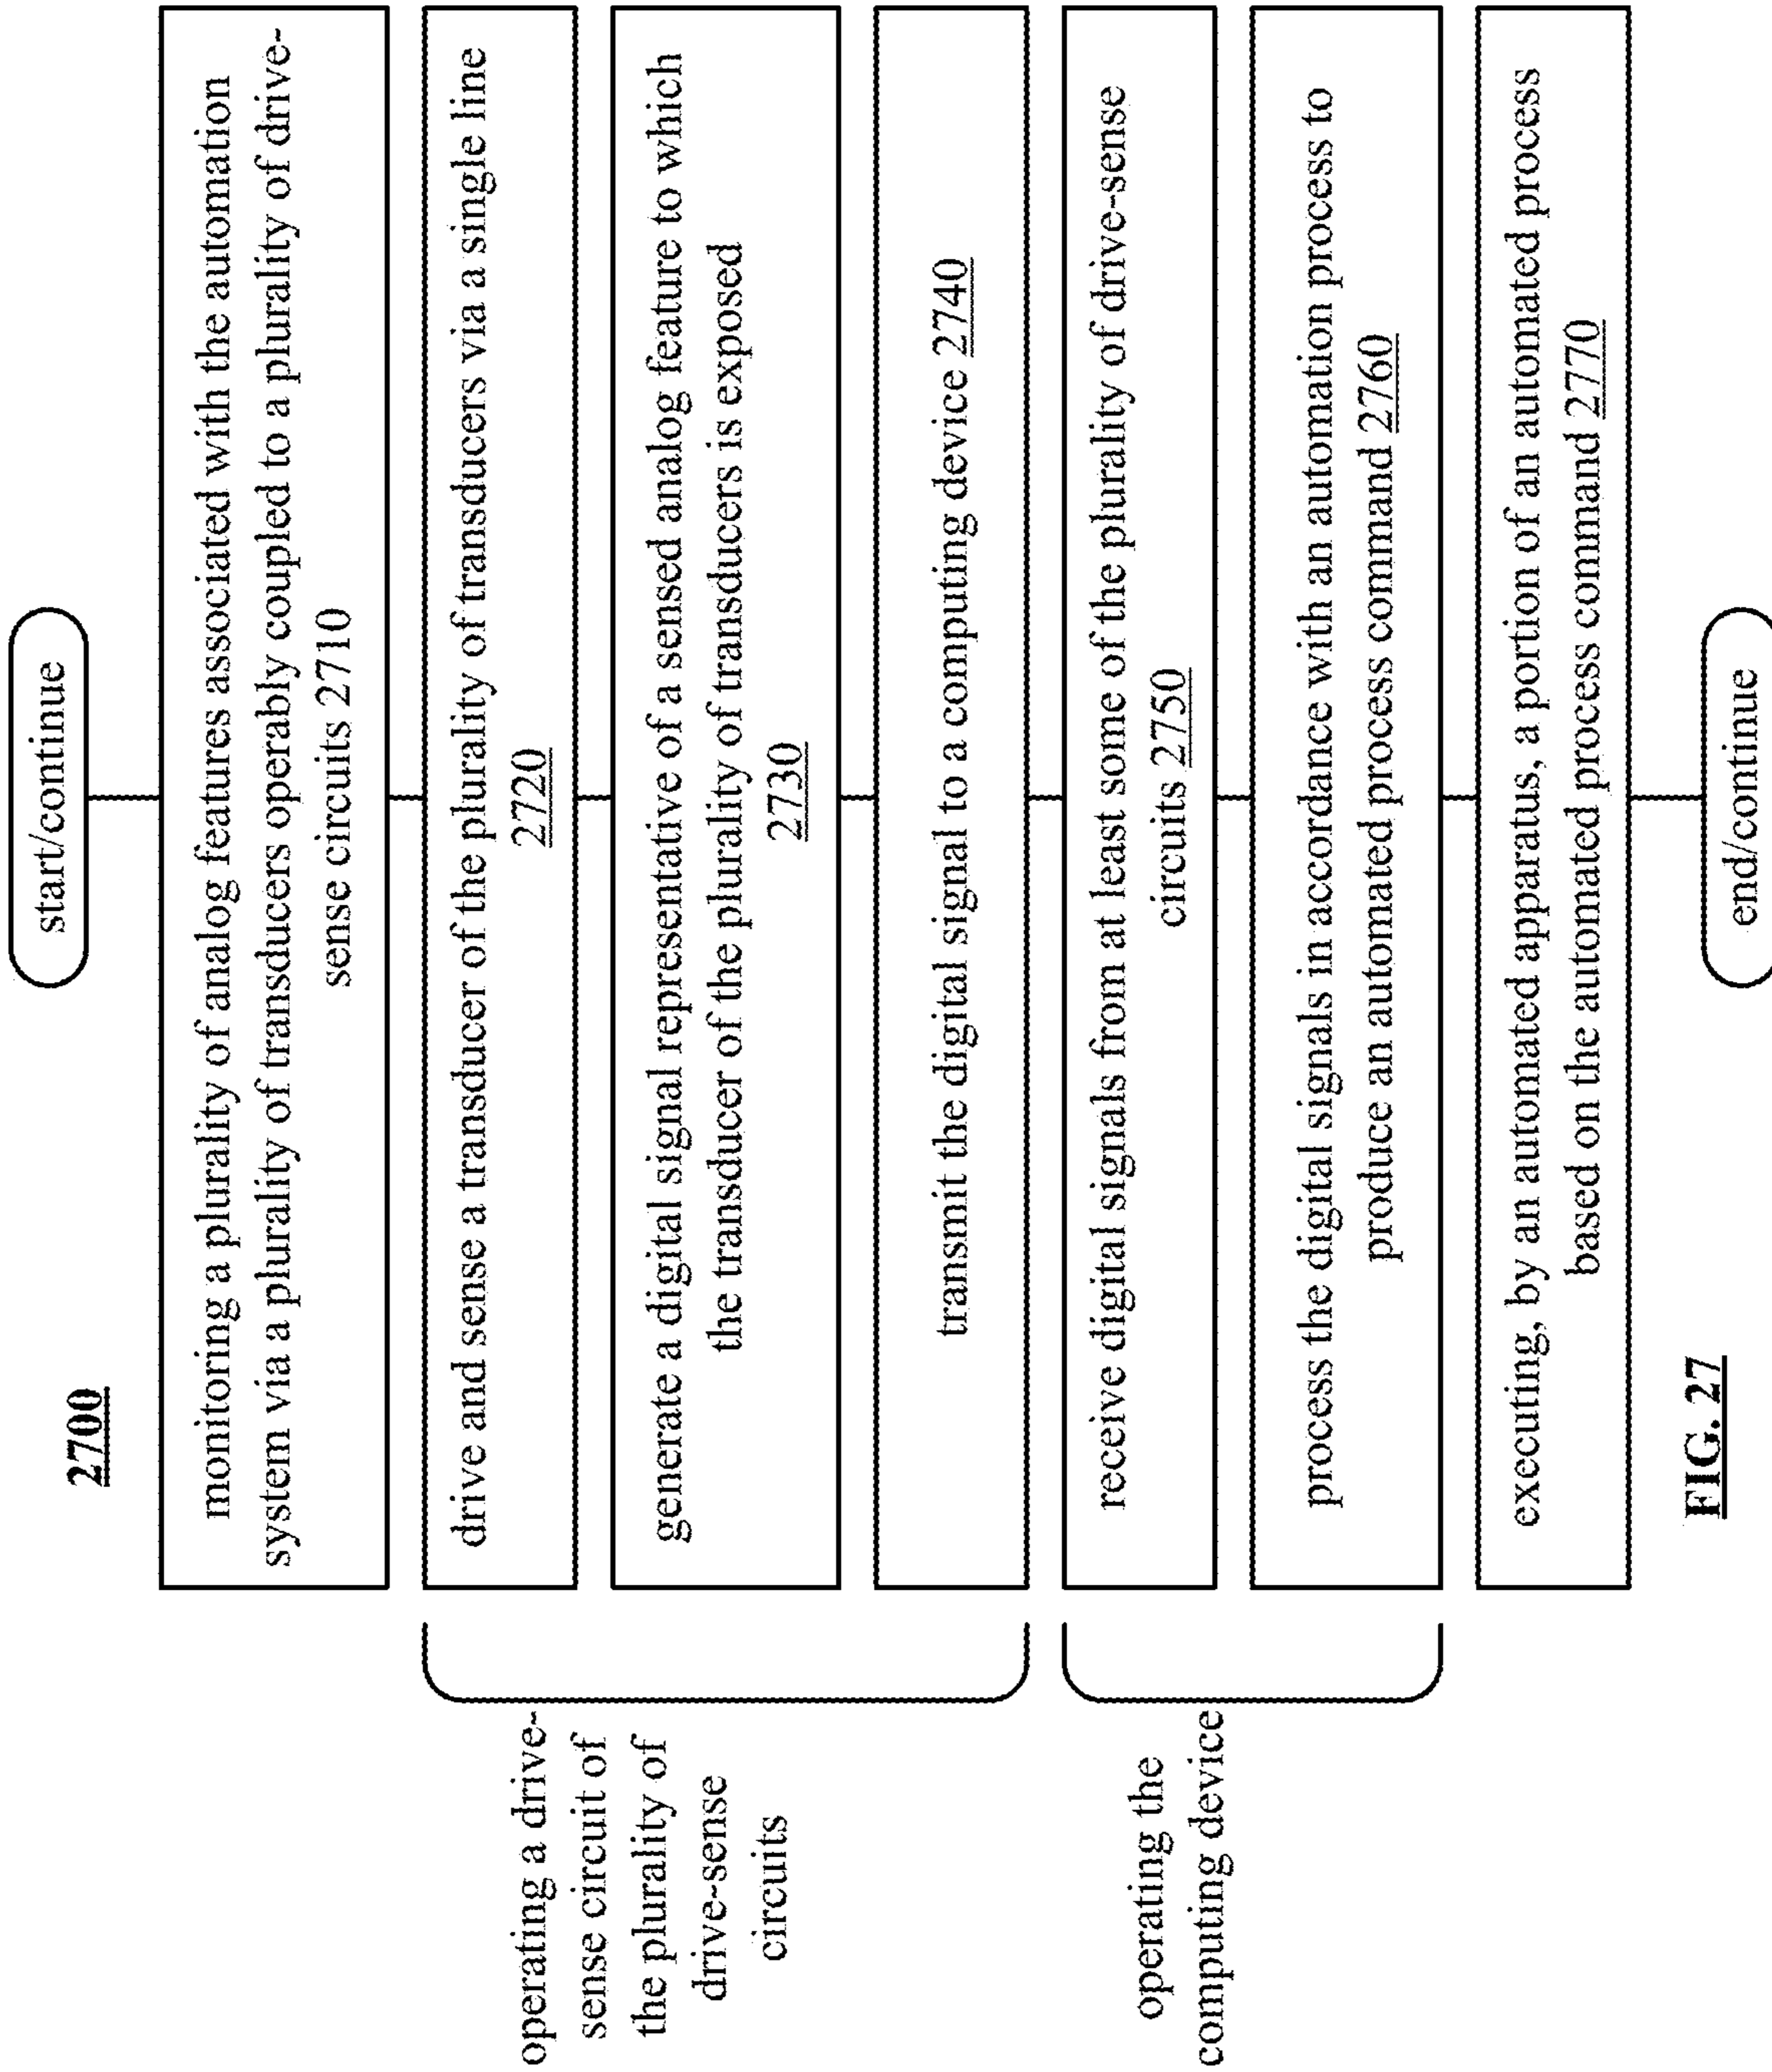 2700
start/continue
monitoring a plurality of analog features associated with the automation
system via a plurality of transducers operably coupled to a plurality of drive-
sense circuits 2710
operating a drive-
sense circuit of
the plurality of
drive-sense
circuits
drive and sense a transducer of the plurality of transducers via a single line
2720
generate a digital signal representative of a sensed analog feature to which
the transducer of the plurality of transducers is exposed
2730
transmit the digital signal to a computing device 2740
operating the
computing device
receive digital signals from at least some of the plurality of drive-sense
circuits 2750
process the digital signals in accordance with an automation process to
produce an automated process command 2760
executing, by an automated apparatus, a portion of an automated process
based on the automated process command 2770
end/continue
FIG. 27